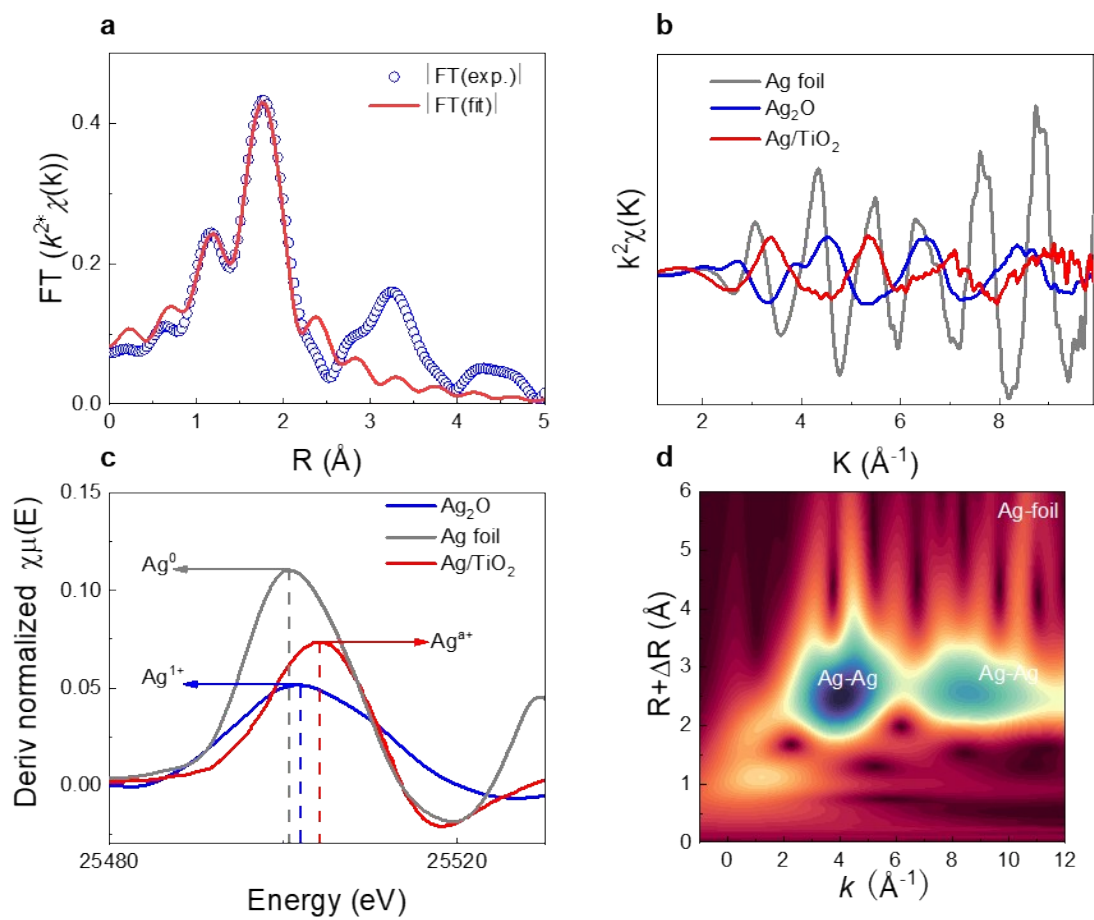 a
|FT(exp.)|
|FT(fit)|
0.4
0.2
0.0
FT (k²*χ(k))
0 1 2 3 4 5
R (Å)
b
Ag foil
Ag₂O
Ag/TiO₂
k²χ(K)
2 4 6 8
K (Å⁻¹)
c
Ag₂O
Ag foil
Ag/TiO₂
Ag⁰
Ag¹⁺
Agᵃ⁺
0.15
0.10
0.05
0.00
Deriv normalized χμ(E)
25480 25520
Energy (eV)
d
Ag-foil
Ag-Ag
Ag-Ag
6
5
4
3
2
1
0
R+ΔR (Å)
0 2 4 6 8 10 12
k (Å⁻¹)